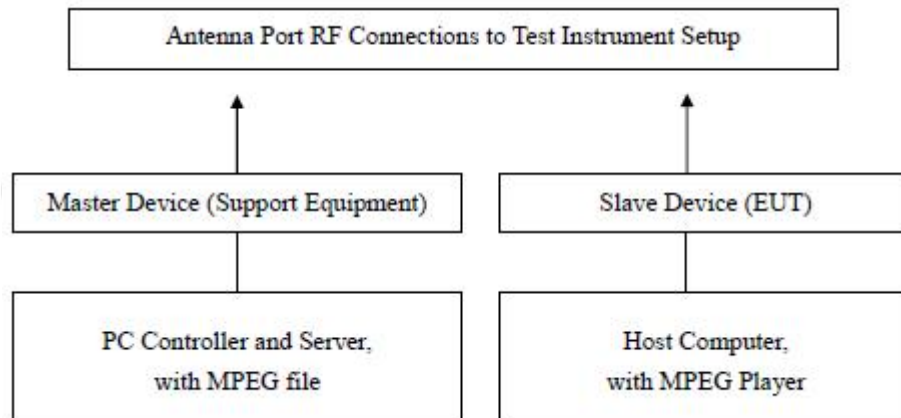 Antenna Port RF Connections to Test Instrument Setup
Master Device (Support Equipment)
Slave Device (EUT)
PC Controller and Server,
with MPEG file
Host Computer,
with MPEG Player